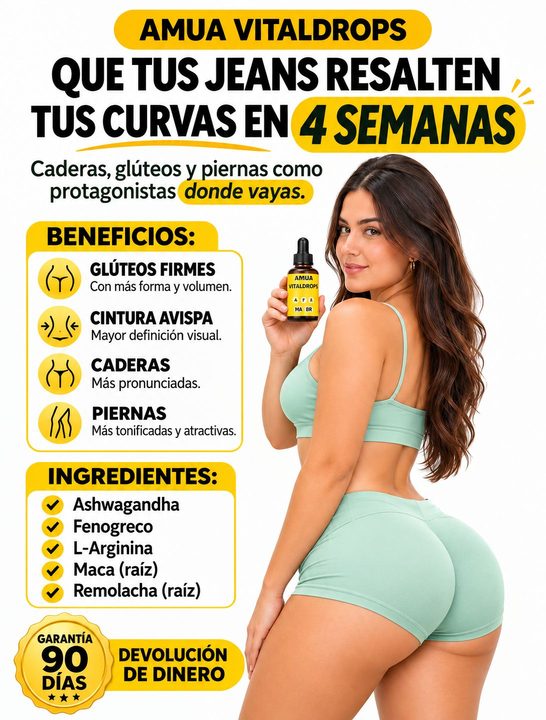 AMUA VITALDROPS
QUE TUS JEANS RESALTEN
TUS CURVAS EN 4 SEMANAS
Caderas, glúteos y piernas como
protagonistas donde vayas.
BENEFICIOS:
GLÚTEOS FIRMES
Con más forma y volumen.
CINTURA AVISPA
Mayor definición visual.
CADERAS
Más pronunciadas.
PIERNAS
Más tonificadas y atractivas.
AMUA
VITALDROPS
MA BR
INGREDIENTES:
Ashwagandha
Fenogreco
L-Arginina
Maca (raíz)
Remolacha (raíz)
GARANTÍA
90
DÍAS
DEVOLUCIÓN
DE DINERO